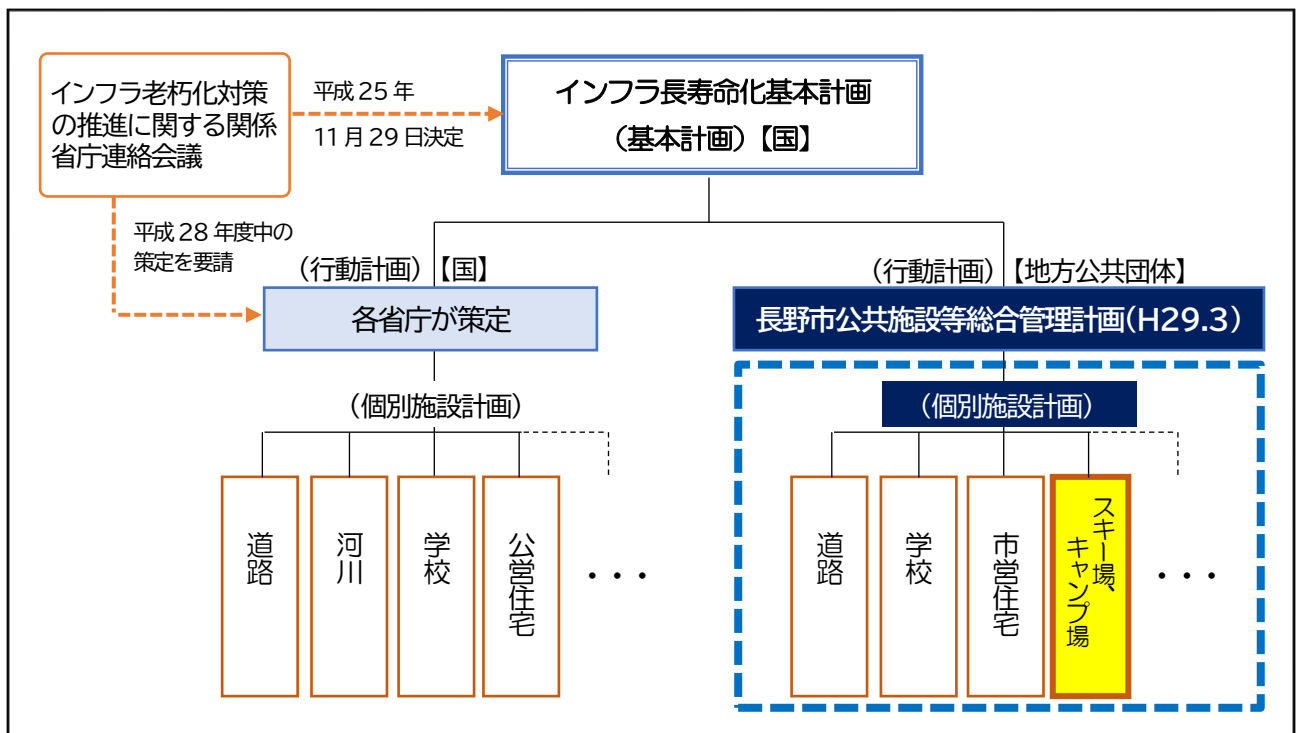 インフラ老朽化対策
の推進に関する関係
省庁連絡会議
平成 25 年
11 月 29 日決定
インフラ長寿命化基本計画
（基本計画）【国】
平成 28 年度中の
策定を要請
（行動計画）【国】
各省庁が策定
（行動計画）【地方公共団体】
長野市公共施設等総合管理計画(H29.3)
（個別施設計画）
道路
河川
学校
公営住宅
・・・
（個別施設計画）
道路
学校
市営住宅
スキー場、
キャンプ場
・・・